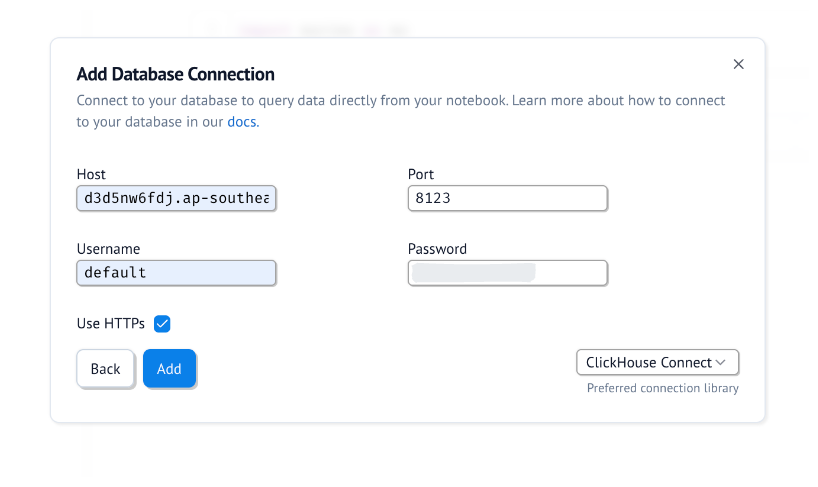 Add Database Connection
Connect to your database to query data directly from your notebook. Learn more about how to connect
to your database in our docs.
Host
Port
d3d5nw6fdj.ap-southea
8123
Username
Password
default
Use HTTPs
Back
Add
ClickHouse Connect
Preferred connection library